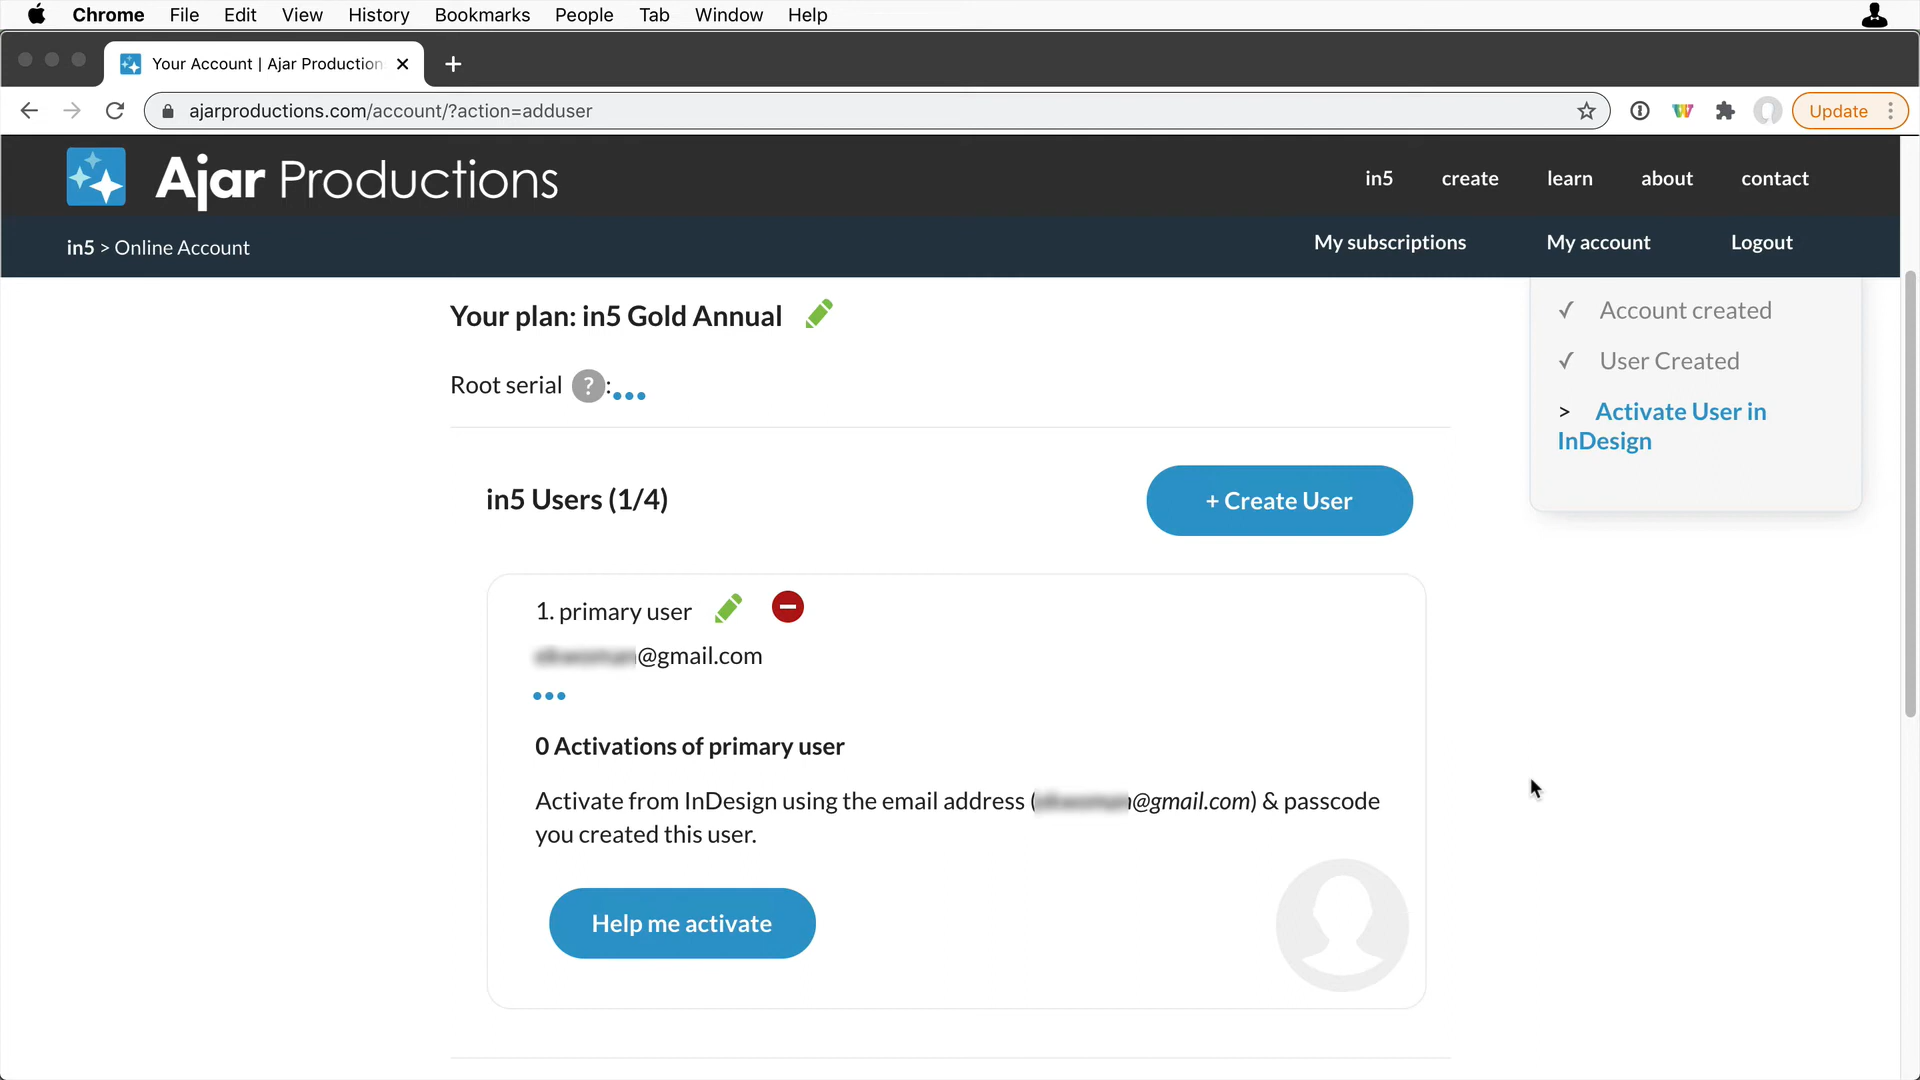 Chrome File Edit View History Bookmarks People Tab Window Help
Your Account | Ajar Production
ajarproductions.com/account/?action=adduser
Update
Ajar Productions
in5 create learn about contact
in5 > Online Account
My subscriptions My account Logout
Your plan: in5 Gold Annual
✓ Account created
✓ User Created
> Activate User in
InDesign
Root serial ?:...
in5 Users (1/4)
+ Create User
1. primary user
@gmail.com
...
0 Activations of primary user
Activate from InDesign using the email address (@gmail.com) & passcode
you created this user.
Help me activate